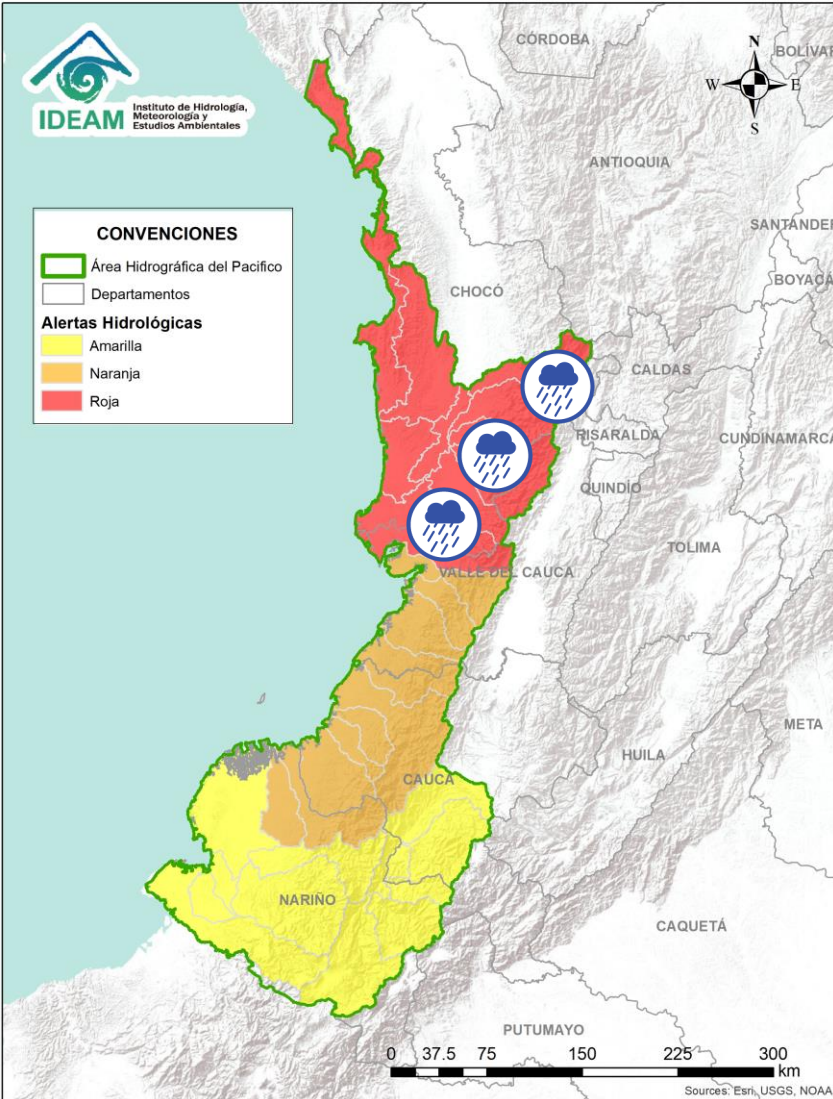 IDEAM
Instituto de Hidrología,
Meteorología y
Estudios Ambientales
N
W
E
S
CÓRDOBA
BOLÍVAR
ANTIOQUIA
SANTANDER
BOYACÁ
CONVENCIONES
Área Hidrográfica del Pacifico
Departamentos
Alertas Hidrológicas
Amarilla
Naranja
Roja
CHOCÓ
CALDAS
RISARALDA
CUNDINAMARCA
QUINDÍO
TOLIMA
VALLE DEL CAUCA
META
HUILA
CAUCA
NARIÑO
CAQUETÁ
PUTUMAYO
0 37.5 75 150 225 300
km
Sources: Esri, USGS, NOAA